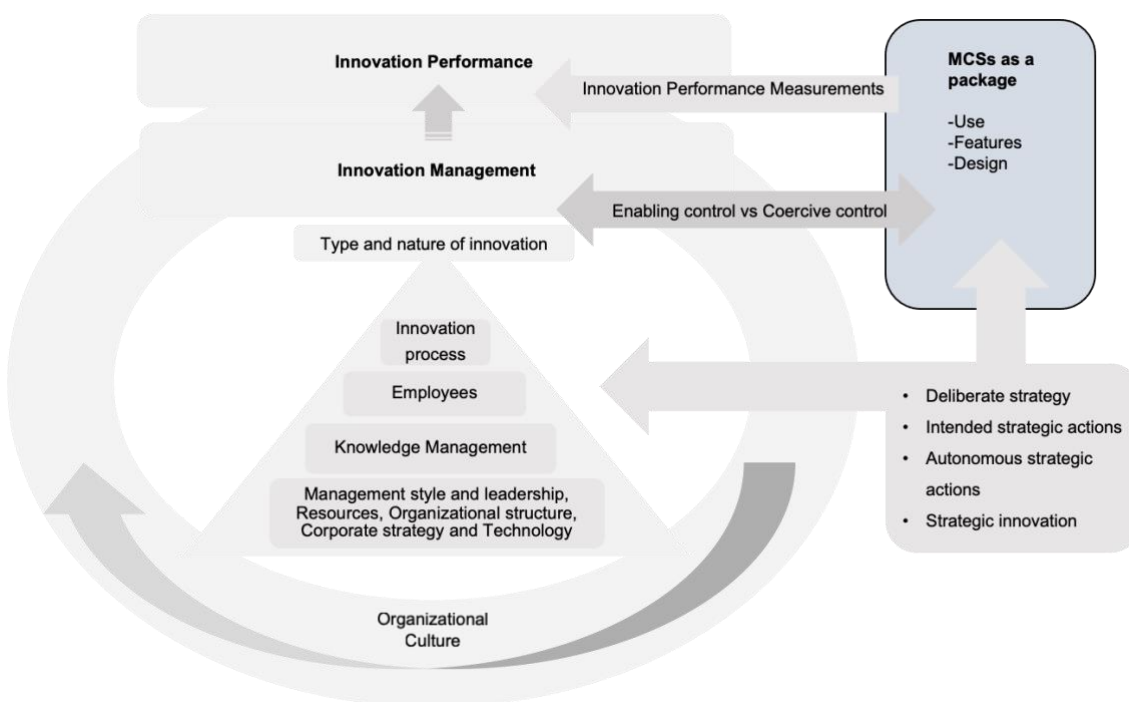 Innovation Performance
Innovation Performance Measurements
MCSs as a
package
-Use
-Features
-Design
Innovation Management
Enabling control vs Coercive control
Type and nature of innovation
Innovation
process
Employees
Knowledge Management
Management style and leadership,
Resources, Organizational structure,
Corporate strategy and Technology
• Deliberate strategy
• Intended strategic actions
• Autonomous strategic
actions
• Strategic innovation
Organizational
Culture